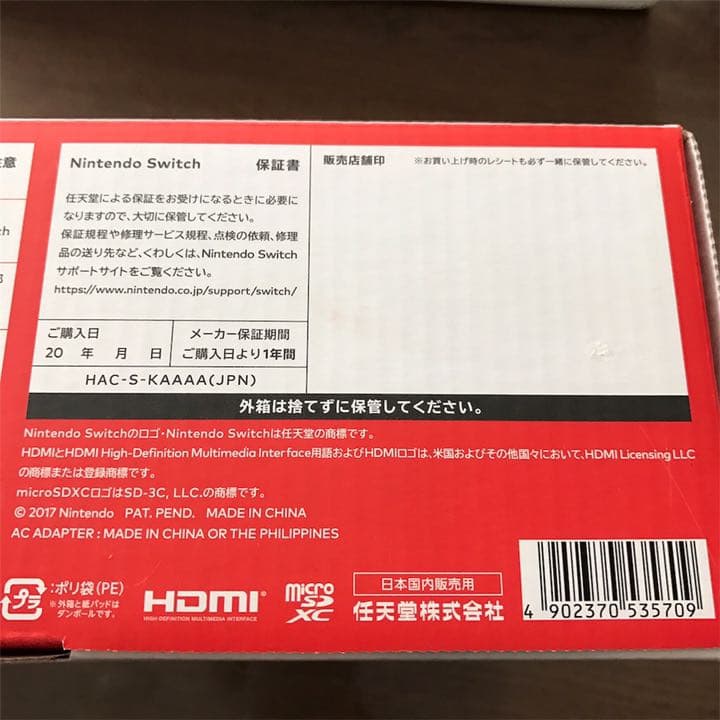 意
Nintendo Switch 保証書
任天堂による保証をお受けになるときに必要に
なりますので、大切に保管してください。
保証規程や修理サービス規程、点検の依頼、修理
品の送り先など、くわしくは、Nintendo Switch
サポートサイトをご覧ください。
https://www.nintendo.co.jp/support/switch/
ご購入日
20 年 月 日
メーカー保証期間
ご購入日より1年間
HAC-S-KAAAA(JPN)
販売店舗印 ※お買い上げ時のレシートも必ず一緒に保管してください。
外箱は捨てずに保管してください。
Nintendo Switchのロゴ・Nintendo Switchは任天堂の商標です。
HDMIとHDMI High-Definition Multimedia Interface用語およびHDMIロゴは、米国およびその他国々において、HDMI Licensing LLC
の商標または登録商標です。
microSDXCロゴはSD-3C, LLC.の商標です。
© 2017 Nintendo PAT. PEND. MADE IN CHINA
AC ADAPTER : MADE IN CHINA OR THE PHILIPPINES
プラ
:ポリ袋(PE)
※外箱と紙パッドは
ダンボールです。
HDMI®
HIGH-DEFINITION MULTIMEDIA INTERFACE
micro
SD
XC
日本国内販売用
任天堂株式会社
4 902370 535709